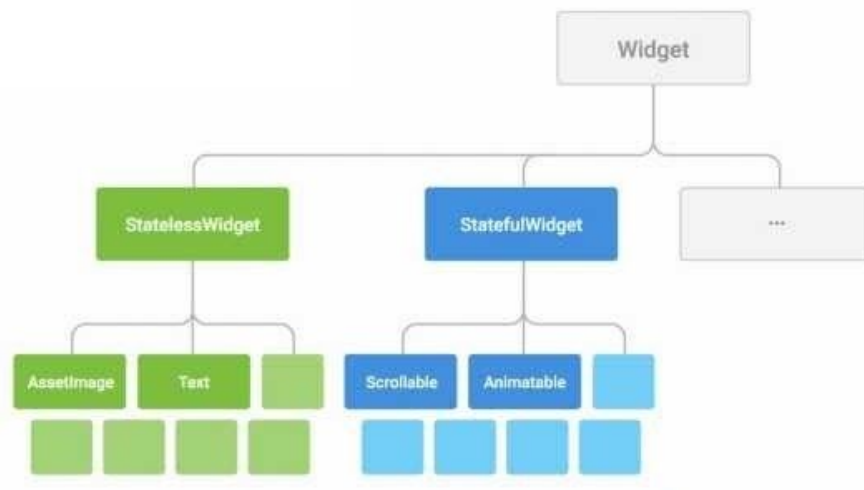 Widget
StatelessWidget
StatefulWidget
...
AssetImage
Text
Scrollable
Animatable